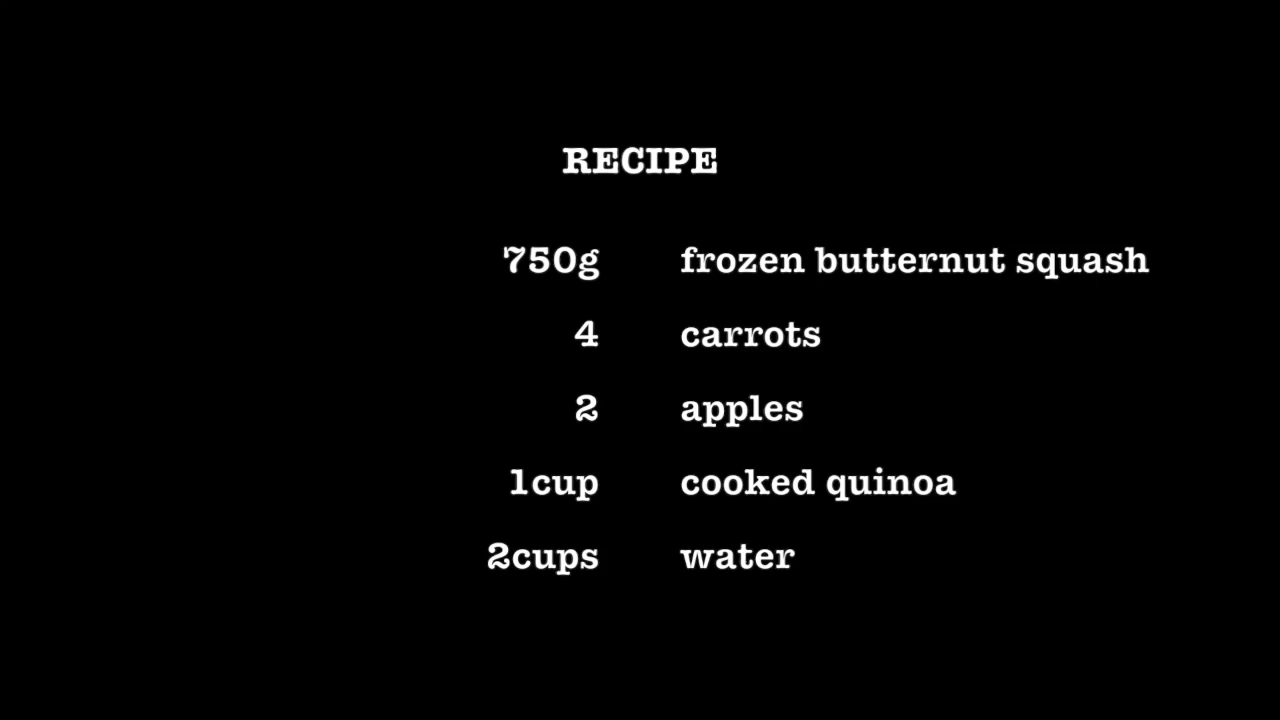 RECIPE
750g frozen butternut squash
4 carrots
2 apples
1cup cooked quinoa
2cups water